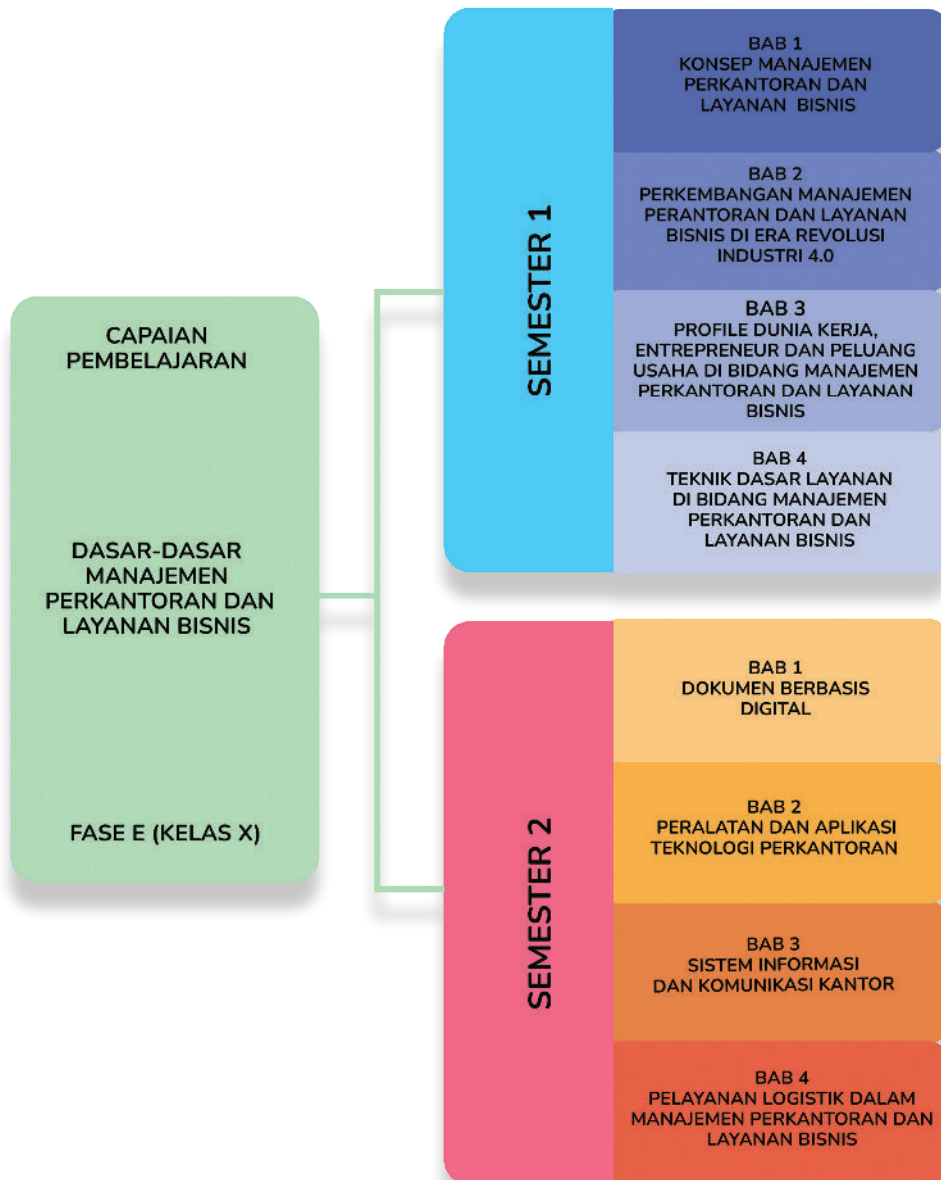 CAPAIAN
PEMBELAJARAN
DASAR-DASAR
MANAJEMEN
PERKANTORAN DAN
LAYANAN BISNIS
FASE E (KELAS X)
SEMESTER 1
BAB 1
KONSEP MANAJEMEN
PERKANTORAN DAN
LAYANAN BISNIS
BAB 2
PERKEMBANGAN MANAJEMEN
PERANTORAN DAN LAYANAN
BISNIS DI ERA REVOLUSI
INDUSTRI 4.0
BAB 3
PROFILE DUNIA KERJA,
ENTREPRENEUR DAN PELUANG
USAHA DI BIDANG MANAJEMEN
PERKANTORAN DAN LAYANAN
BISNIS
BAB 4
TEKNIK DASAR LAYANAN
DI BIDANG MANAJEMEN
PERKANTORAN DAN
LAYANAN BISNIS
SEMESTER 2
BAB 1
DOKUMEN BERBASIS
DIGITAL
BAB 2
PERALATAN DAN APLIKASI
TEKNOLOGI PERKANTORAN
BAB 3
SISTEM INFORMASI
DAN KOMUNIKASI KANTOR
BAB 4
PELAYANAN LOGISTIK DALAM
MANAJEMEN PERKANTORAN DAN
LAYANAN BISNIS